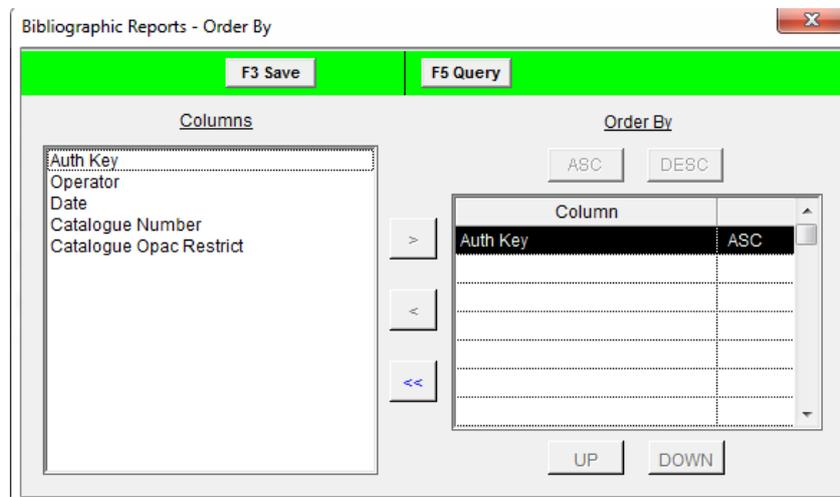 Bibliographic Reports - Order By
F3 Save
F5 Query
Columns
Auth Key
Operator
Date
Catalogue Number
Catalogue Opac Restrict
>
<
<<
Order By
ASC DESC
Column
Auth Key ASC
UP DOWN